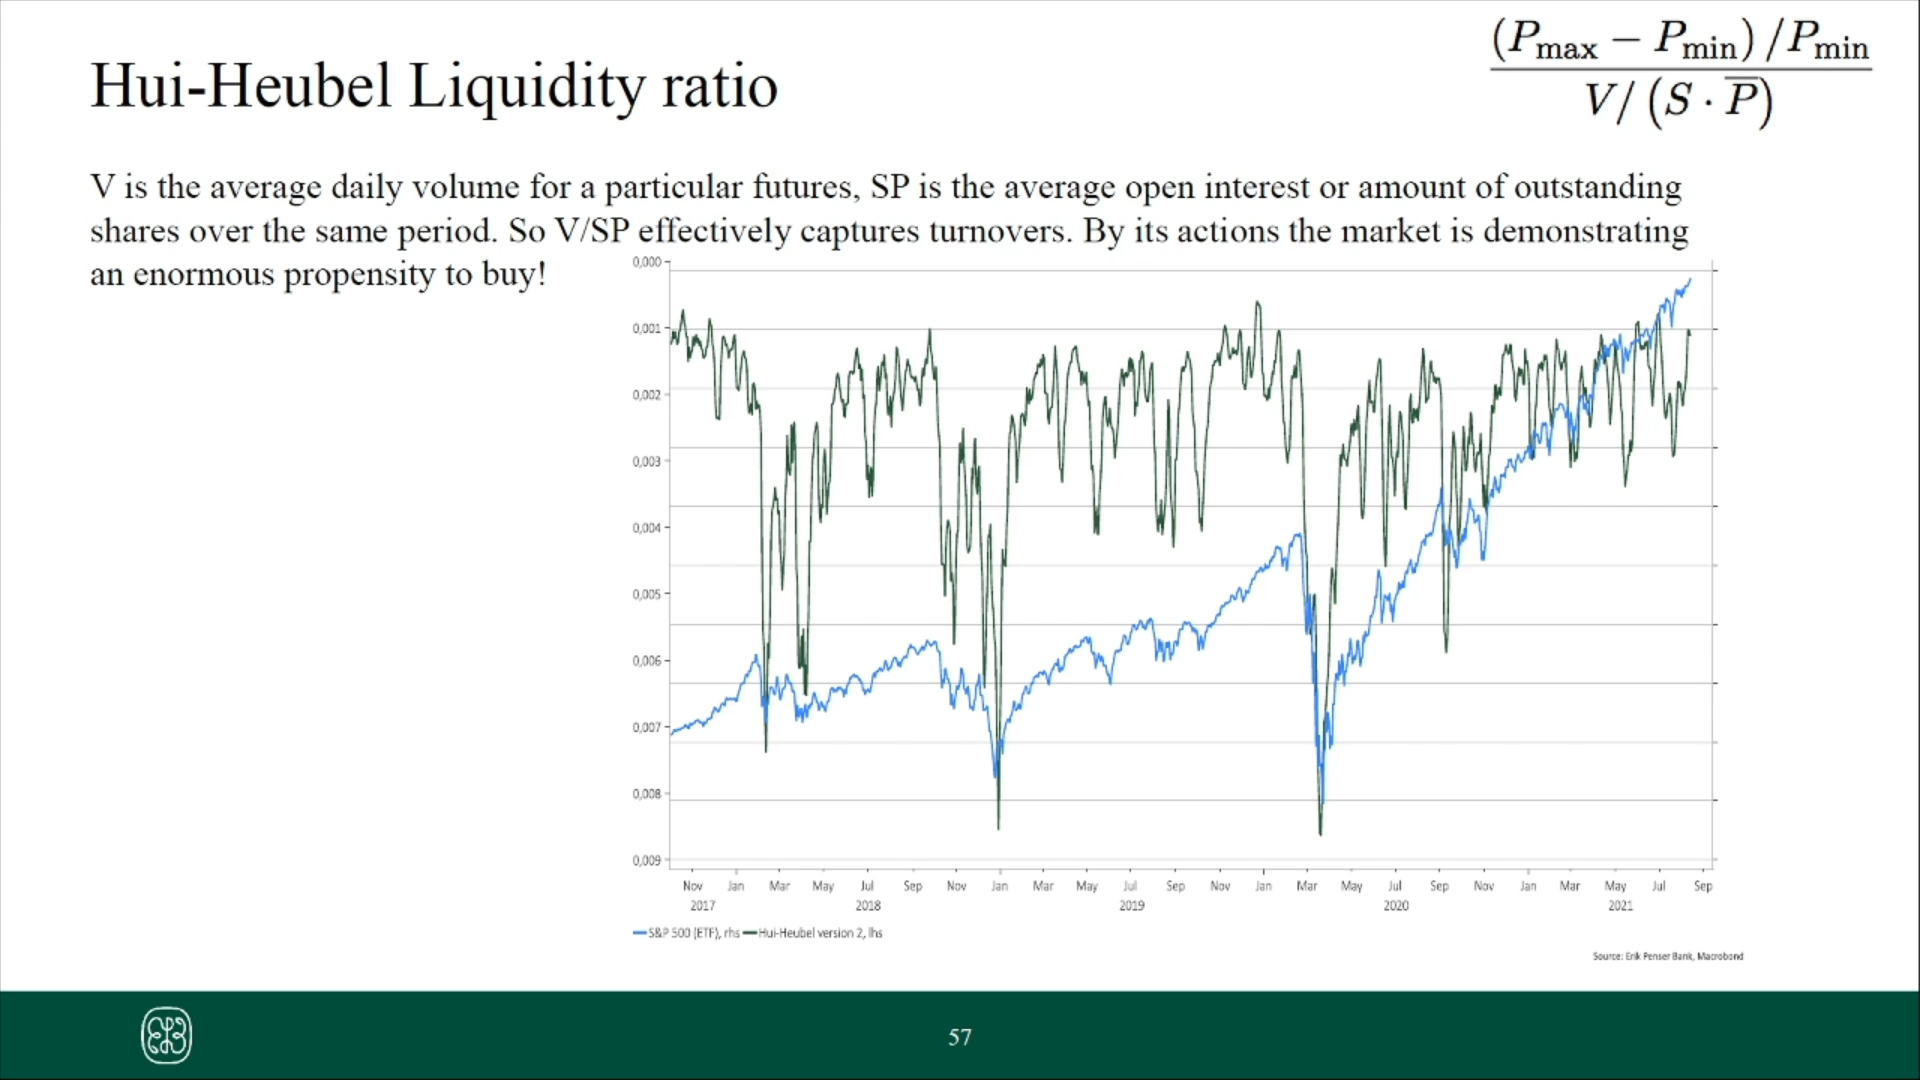 (Pmax − Pmin) / Pmin
V / (S · P̅)
Hui-Heubel Liquidity ratio
V is the average daily volume for a particular futures, SP is the average open interest or amount of outstanding
shares over the same period. So V/SP effectively captures turnovers. By its actions the market is demonstrating
an enormous propensity to buy!
0,000
0,001
0,002
0,003
0,004
0,005
0,006
0,007
0,008
0,009
Nov Jan Mar May Jul Sep Nov Jan Mar May Jul Sep Nov Jan Mar May Jul Sep Nov Jan Mar May Jul Sep
2017 2018 2019 2020 2021
S&P 500 (ETF), rhs Hui-Heubel version 2, lhs
Source: Erik Penser Bank, Macrobond
57